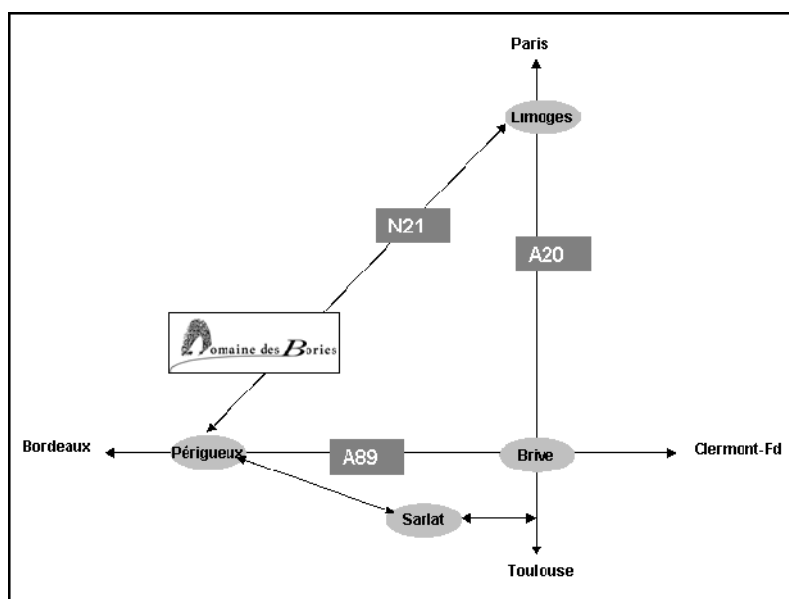 Paris
Limoges
N21
A20
Domaine des Bories
Bordeaux
Périgueux
A89
Brive
Clermont-Fd
Sarlat
Toulouse